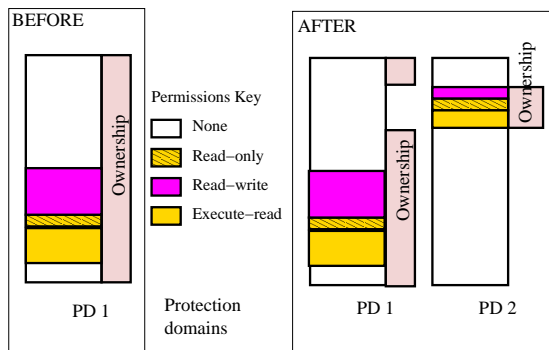 BEFORE
Ownership
PD 1
Permissions Key
None
Read-only
Read-write
Execute-read
Protection
domains
AFTER
Ownership
Ownership
PD 1
PD 2